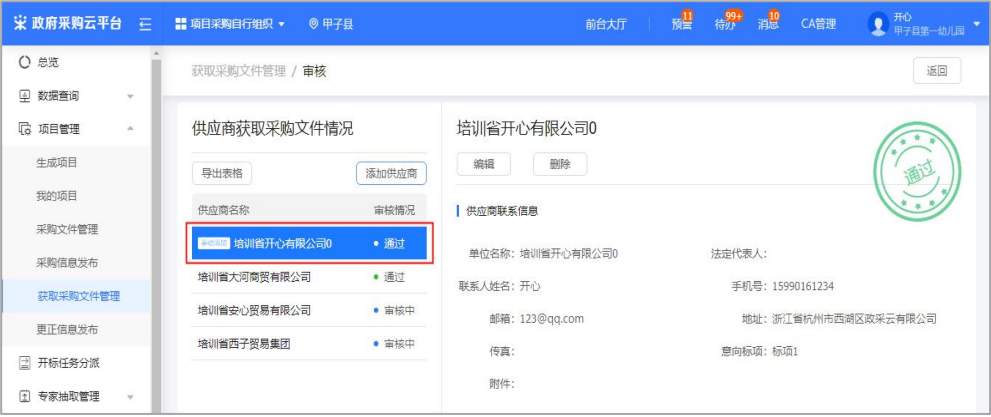 政府采购云平台
项目采购自行组织
甲子县
前台大厅
预警
11
待办
99+
消息
10
CA管理
开心
甲子县第一幼儿园
总览
数据查询
项目管理
生成项目
我的项目
采购文件管理
采购信息发布
获取采购文件管理
更正信息发布
开标任务分派
专家抽取管理
获取采购文件管理 / 审核
返回
供应商获取采购文件情况
导出表格
添加供应商
供应商名称 审核情况
手动添加 培训省开心有限公司0 通过
培训省大河商贸有限公司 通过
培训省安心贸易有限公司 审核中
培训省西子贸易集团 审核中
培训省开心有限公司0
编辑
删除
通过
供应商联系信息
单位名称: 培训省开心有限公司0 法定代表人:
联系人姓名: 开心 手机号: 15990161234
邮箱: 123@qq.com 地址: 浙江省杭州市西湖区政采云有限公司
传真: 意向标项: 标项1
附件: